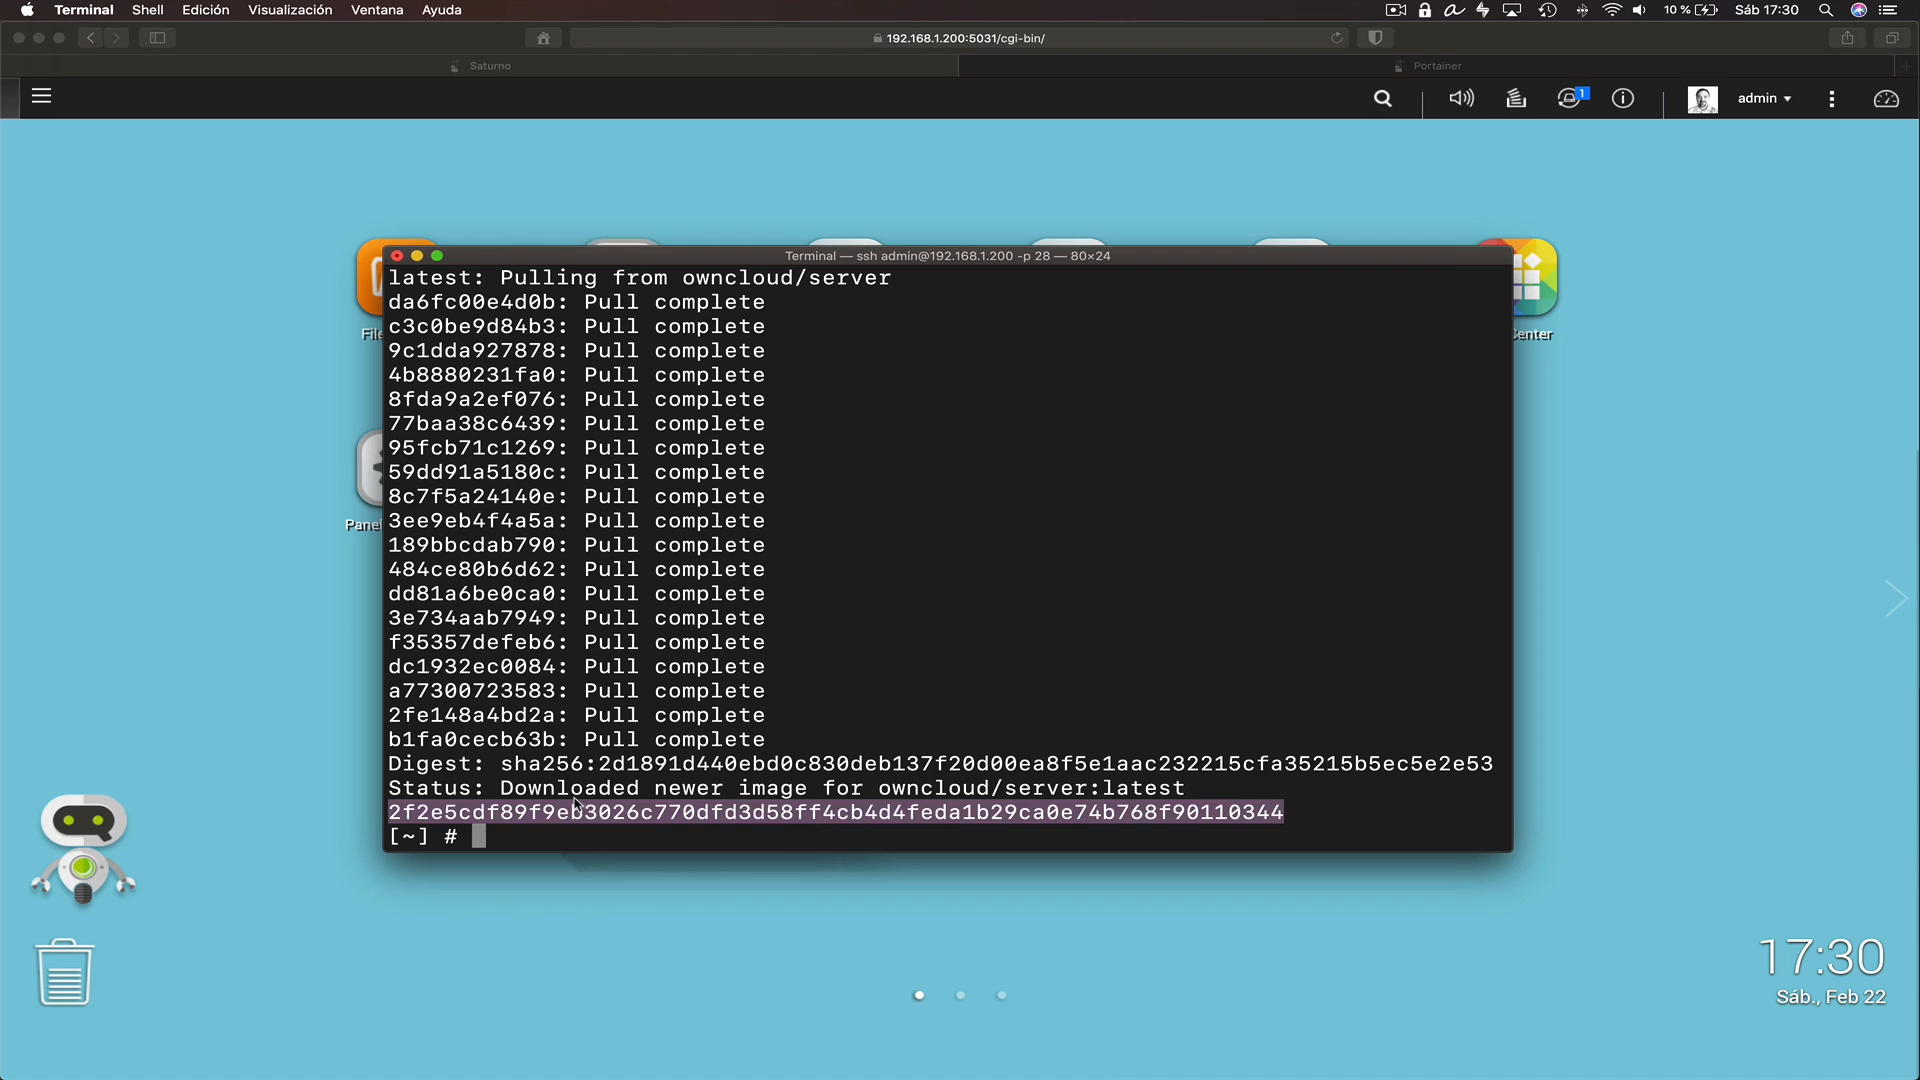 Terminal Shell Edición Visualización Ventana Ayuda 10 % Sáb 17:30
192.168.1.200:5031/cgi-bin/
Saturno Portainer
1 admin
Terminal — ssh admin@192.168.1.200 -p 28 — 80×24
latest: Pulling from owncloud/server
da6fc00e4d0b: Pull complete
c3c0be9d84b3: Pull complete
9c1dda927878: Pull complete
4b8880231fa0: Pull complete
8fda9a2ef076: Pull complete
77baa38c6439: Pull complete
95fcb71c1269: Pull complete
59dd91a5180c: Pull complete
8c7f5a24140e: Pull complete
3ee9eb4f4a5a: Pull complete
189bbcdab790: Pull complete
484ce80b6d62: Pull complete
dd81a6be0ca0: Pull complete
3e734aab7949: Pull complete
f35357defeb6: Pull complete
dc1932ec0084: Pull complete
a77300723583: Pull complete
2fe148a4bd2a: Pull complete
b1fa0cecb63b: Pull complete
Digest: sha256:2d1891d440ebd0c830deb137f20d00ea8f5e1aac232215cfa35215b5ec5e2e53
Status: Downloaded newer image for owncloud/server:latest
2f2e5cdf89f9eb3026c770dfd3d58ff4cb4d4feda1b29ca0e74b768f90110344
[~] #
File
Center
Panel
17:30
Sáb., Feb 22